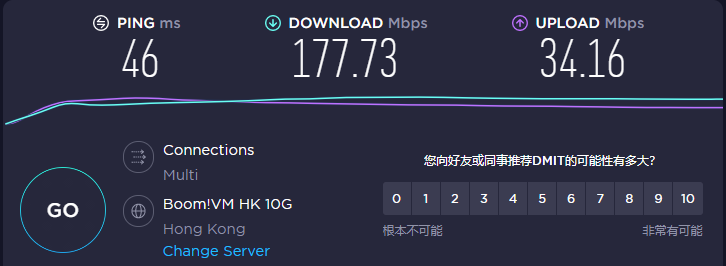 PING ms
DOWNLOAD Mbps
UPLOAD Mbps
46
177.73
34.16
GO
Connections
Multi
Boom!VM HK 10G
Hong Kong
Change Server
您向好友或同事推荐DMIT的可能性有多大?
0 1 2 3 4 5 6 7 8 9 10
根本不可能
非常有可能